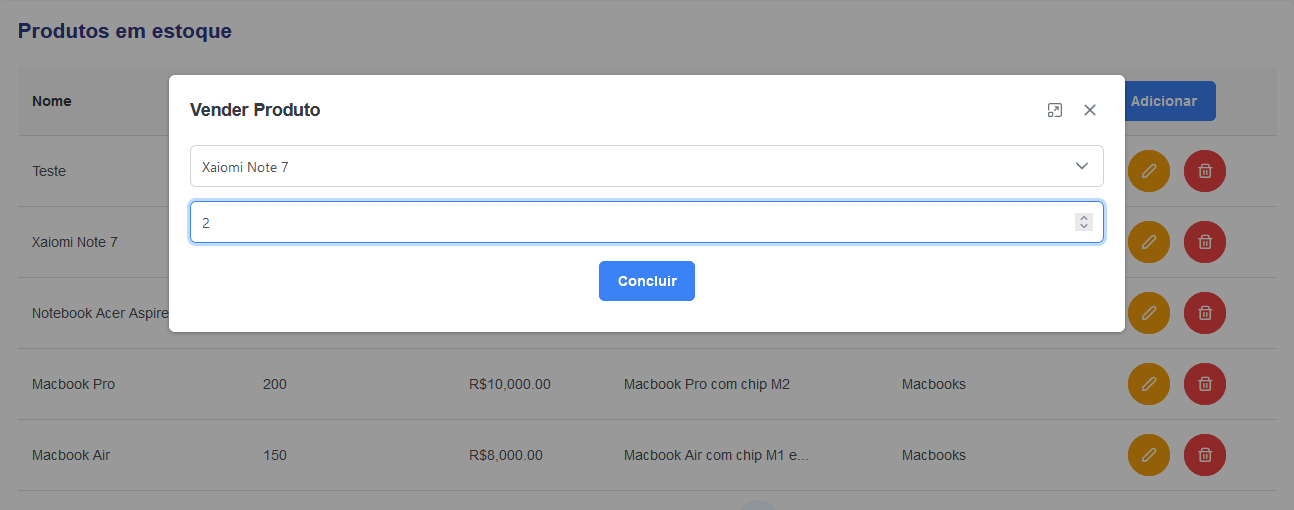 Produtos em estoque
Nome
Adicionar
Vender Produto
Xaiomi Note 7
2
Concluir
Teste
Xaiomi Note 7
Notebook Acer Aspire
Macbook Pro 200 R$10,000.00 Macbook Pro com chip M2 Macbooks
Macbook Air 150 R$8,000.00 Macbook Air com chip M1 e... Macbooks